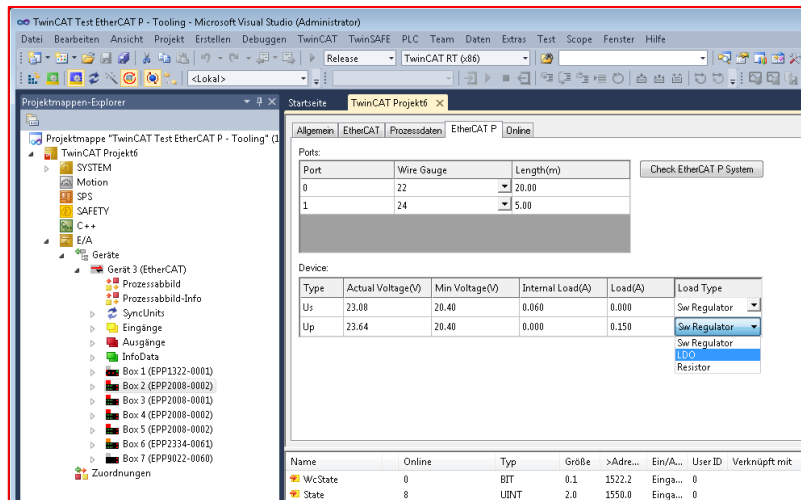 TwinCAT Test EtherCAT P - Tooling - Microsoft Visual Studio (Administrator)
Datei Bearbeiten Ansicht Projekt Erstellen Debuggen TwinCAT TwinSAFE PLC Team Daten Extras Test Scope Fenster Hilfe
Release TwinCAT RT (x86)
<Lokal>
Projektmappen-Explorer
Startseite TwinCAT Projekt6
Projektmappe "TwinCAT Test EtherCAT P - Tooling" (1
TwinCAT Projekt6
SYSTEM
Motion
SPS
SAFETY
C++
E/A
Geräte
Gerät 3 (EtherCAT)
Prozessabbild
Prozessabbild-Info
SyncUnits
Eingänge
Ausgänge
InfoData
Box 1 (EPP1322-0001)
Box 2 (EPP2008-0002)
Box 3 (EPP2008-0001)
Box 4 (EPP2008-0002)
Box 5 (EPP2008-0002)
Box 6 (EPP2334-0061)
Box 7 (EPP9022-0060)
Zuordnungen
Allgemein EtherCAT Prozessdaten EtherCAT P Online
Ports:
Port Wire Gauge Length(m)
0 22 20.00
1 24 5.00
Check EtherCAT P System
Device:
Type Actual Voltage(V) Min Voltage(V) Internal Load(A) Load(A) Load Type
Us 23.08 20.40 0.060 0.000 Sw Regulator
Up 23.64 20.40 0.000 0.150 Sw Regulator
Sw Regulator
LDO
Resistor
Name Online Typ Größe >Adre... Ein/A... User ID Verknüpft mit
WcState 0 BIT 0.1 1522.2 Einga... 0
State 8 UINT 2.0 1550.0 Einga... 0